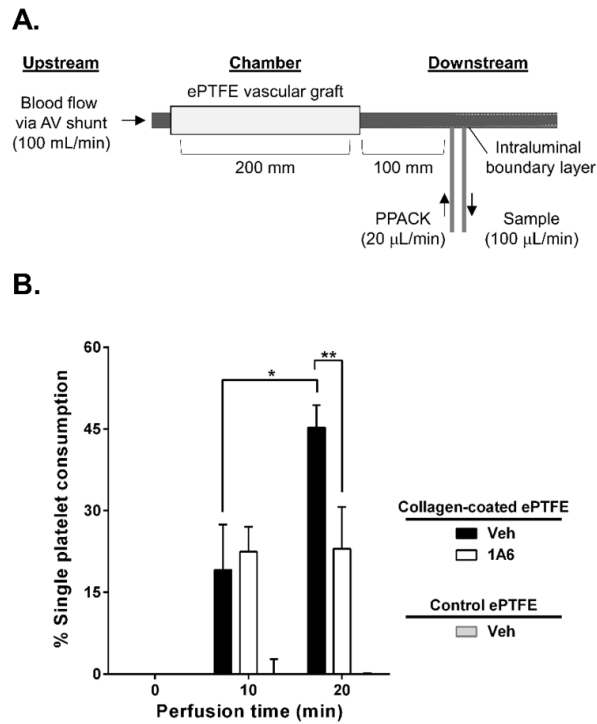 A.
Upstream Chamber Downstream
ePTFE vascular graft
Blood flow
via AV shunt
(100 mL/min)
200 mm
100 mm
Intraluminal
boundary layer
PPACK
(20 μL/min)
Sample
(100 μL/min)
B.
% Single platelet consumption
60
45
30
15
0
*
**
0 10 20
Perfusion time (min)
Collagen-coated ePTFE
Veh
1A6
Control ePTFE
Veh